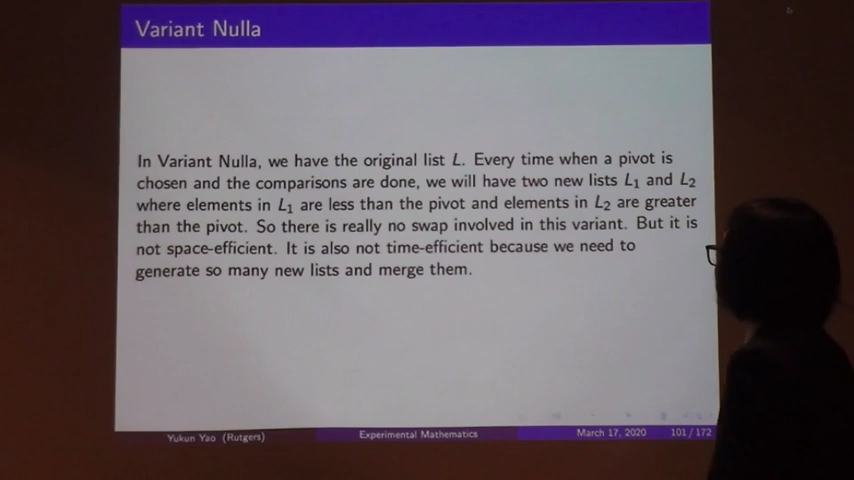 Variant Nulla
In Variant Nulla, we have the original list L. Every time when a pivot is
chosen and the comparisons are done, we will have two new lists L₁ and L₂
where elements in L₁ are less than the pivot and elements in L₂ are greater
than the pivot. So there is really no swap involved in this variant. But it is
not space-efficient. It is also not time-efficient because we need to
generate so many new lists and merge them.
Yukun Yao (Rutgers)
Experimental Mathematics
March 17, 2020
101 / 172